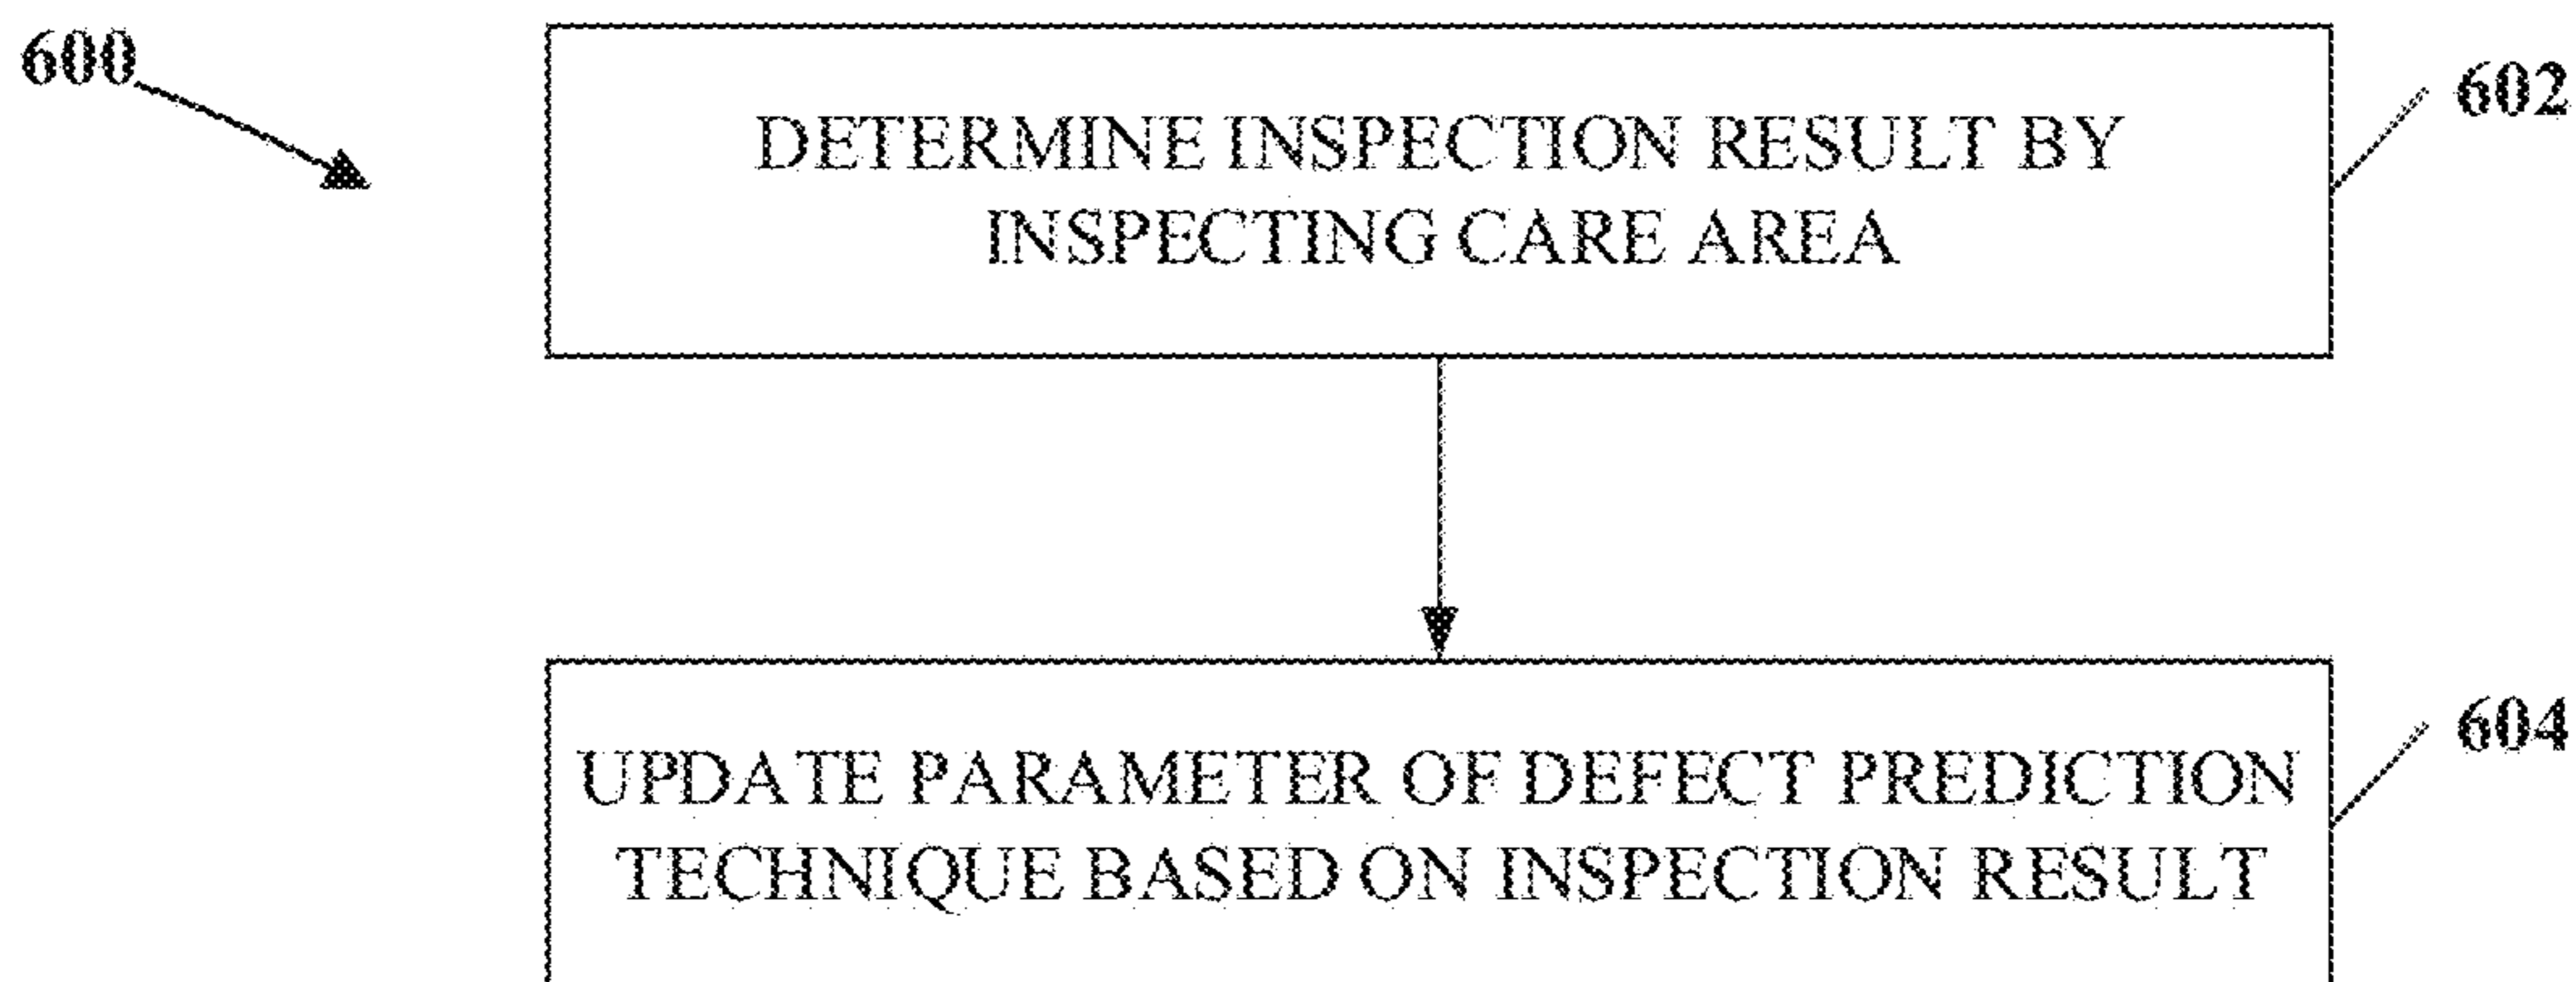 600
602
DETERMINE INSPECTION RESULT BY
INSPECTING CARE AREA
604
UPDATE PARAMETER OF DEFECT PREDICTION
TECHNIQUE BASED ON INSPECTION RESULT